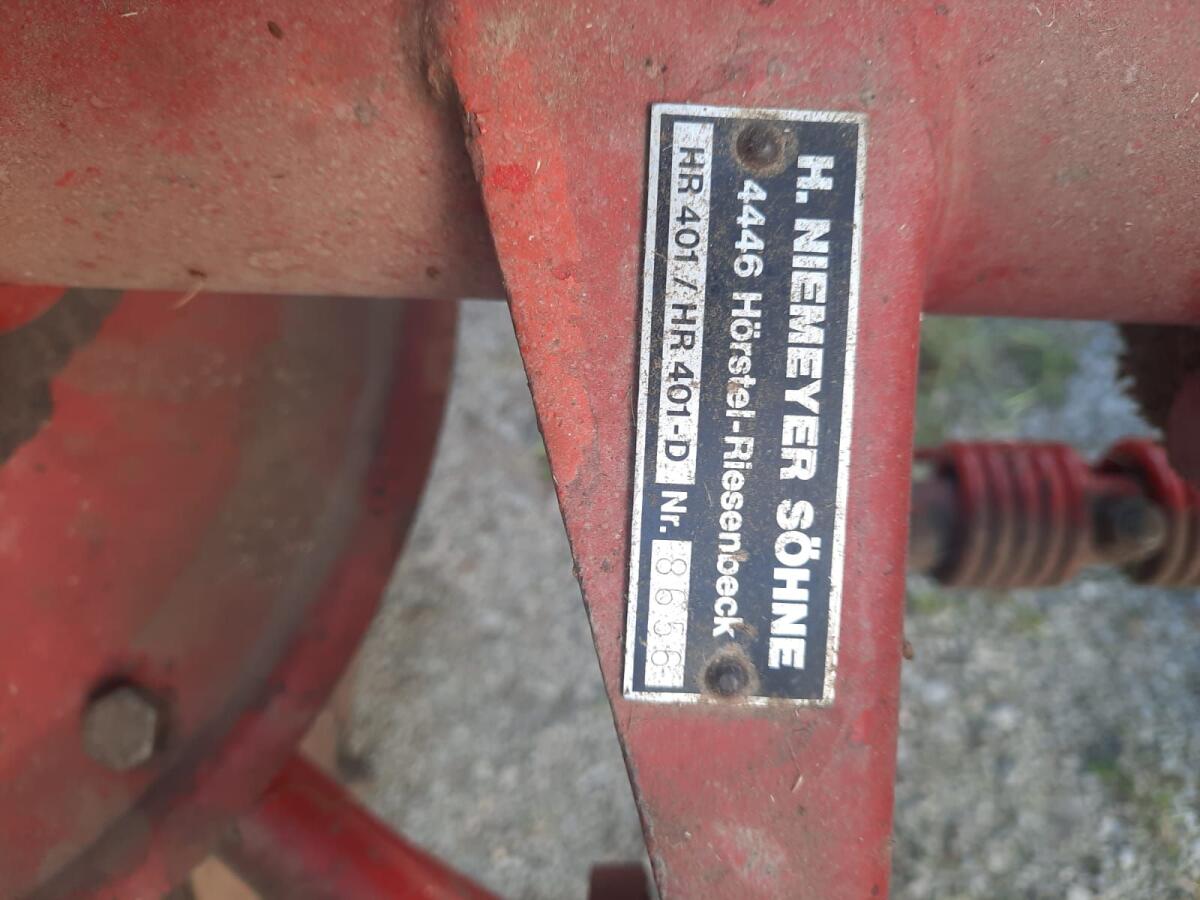 H. NIEMEYER SÖHNE
4446 Hörstel-Riesenbeck
HR 401 / HR 401-D Nr. 8656